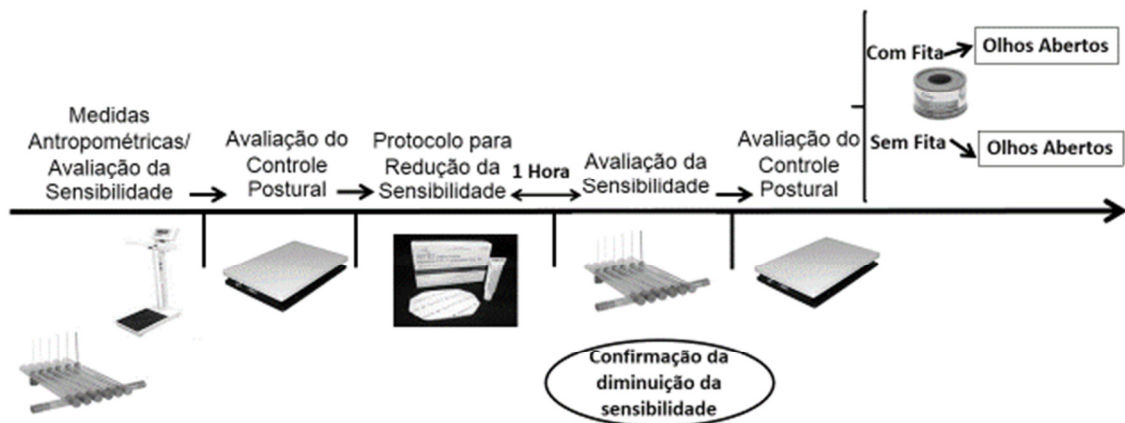 Medidas
Antropométricas/
Avaliação da
Sensibilidade
Avaliação do
Controle
Postural
Protocolo para
Redução da
Sensibilidade
1 Hora
Avaliação da
Sensibilidade
Avaliação do
Controle
Postural
Com Fita
Olhos Abertos
Sem Fita
Olhos Abertos
Confirmação da
diminuição da
sensibilidade